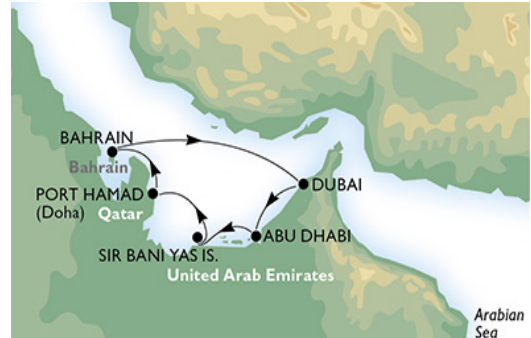 BAHRAIN
Bahrain
DUBAI
PORT HAMAD
(Doha) Qatar
ABU DHABI
SIR BANI YAS IS.
United Arab Emirates
Arabian
Sea